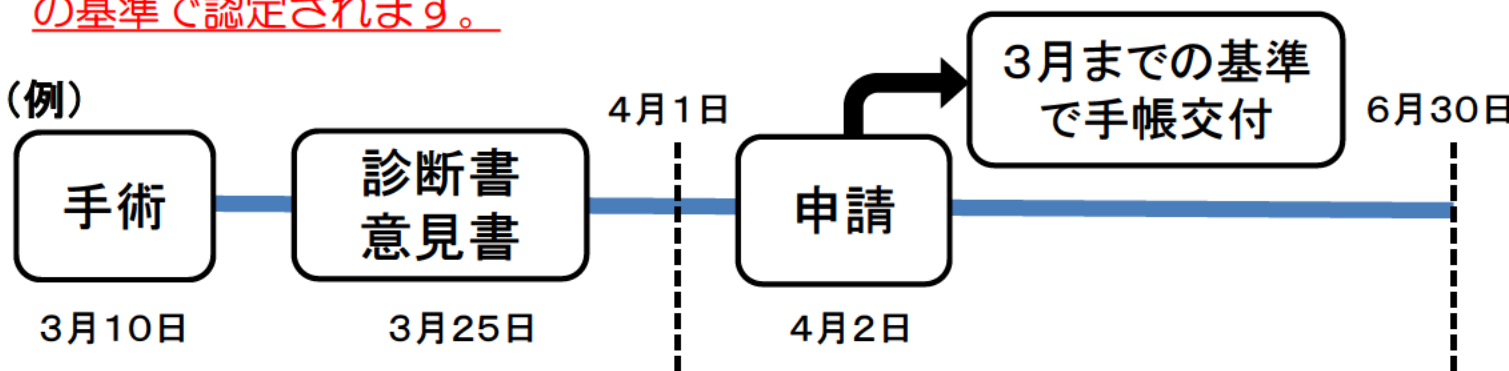 の基準で認定されます。
（例）
4月1日
3月までの基準
で手帳交付
6月30日
手術
診断書
意見書
申請
3月10日
3月25日
4月2日